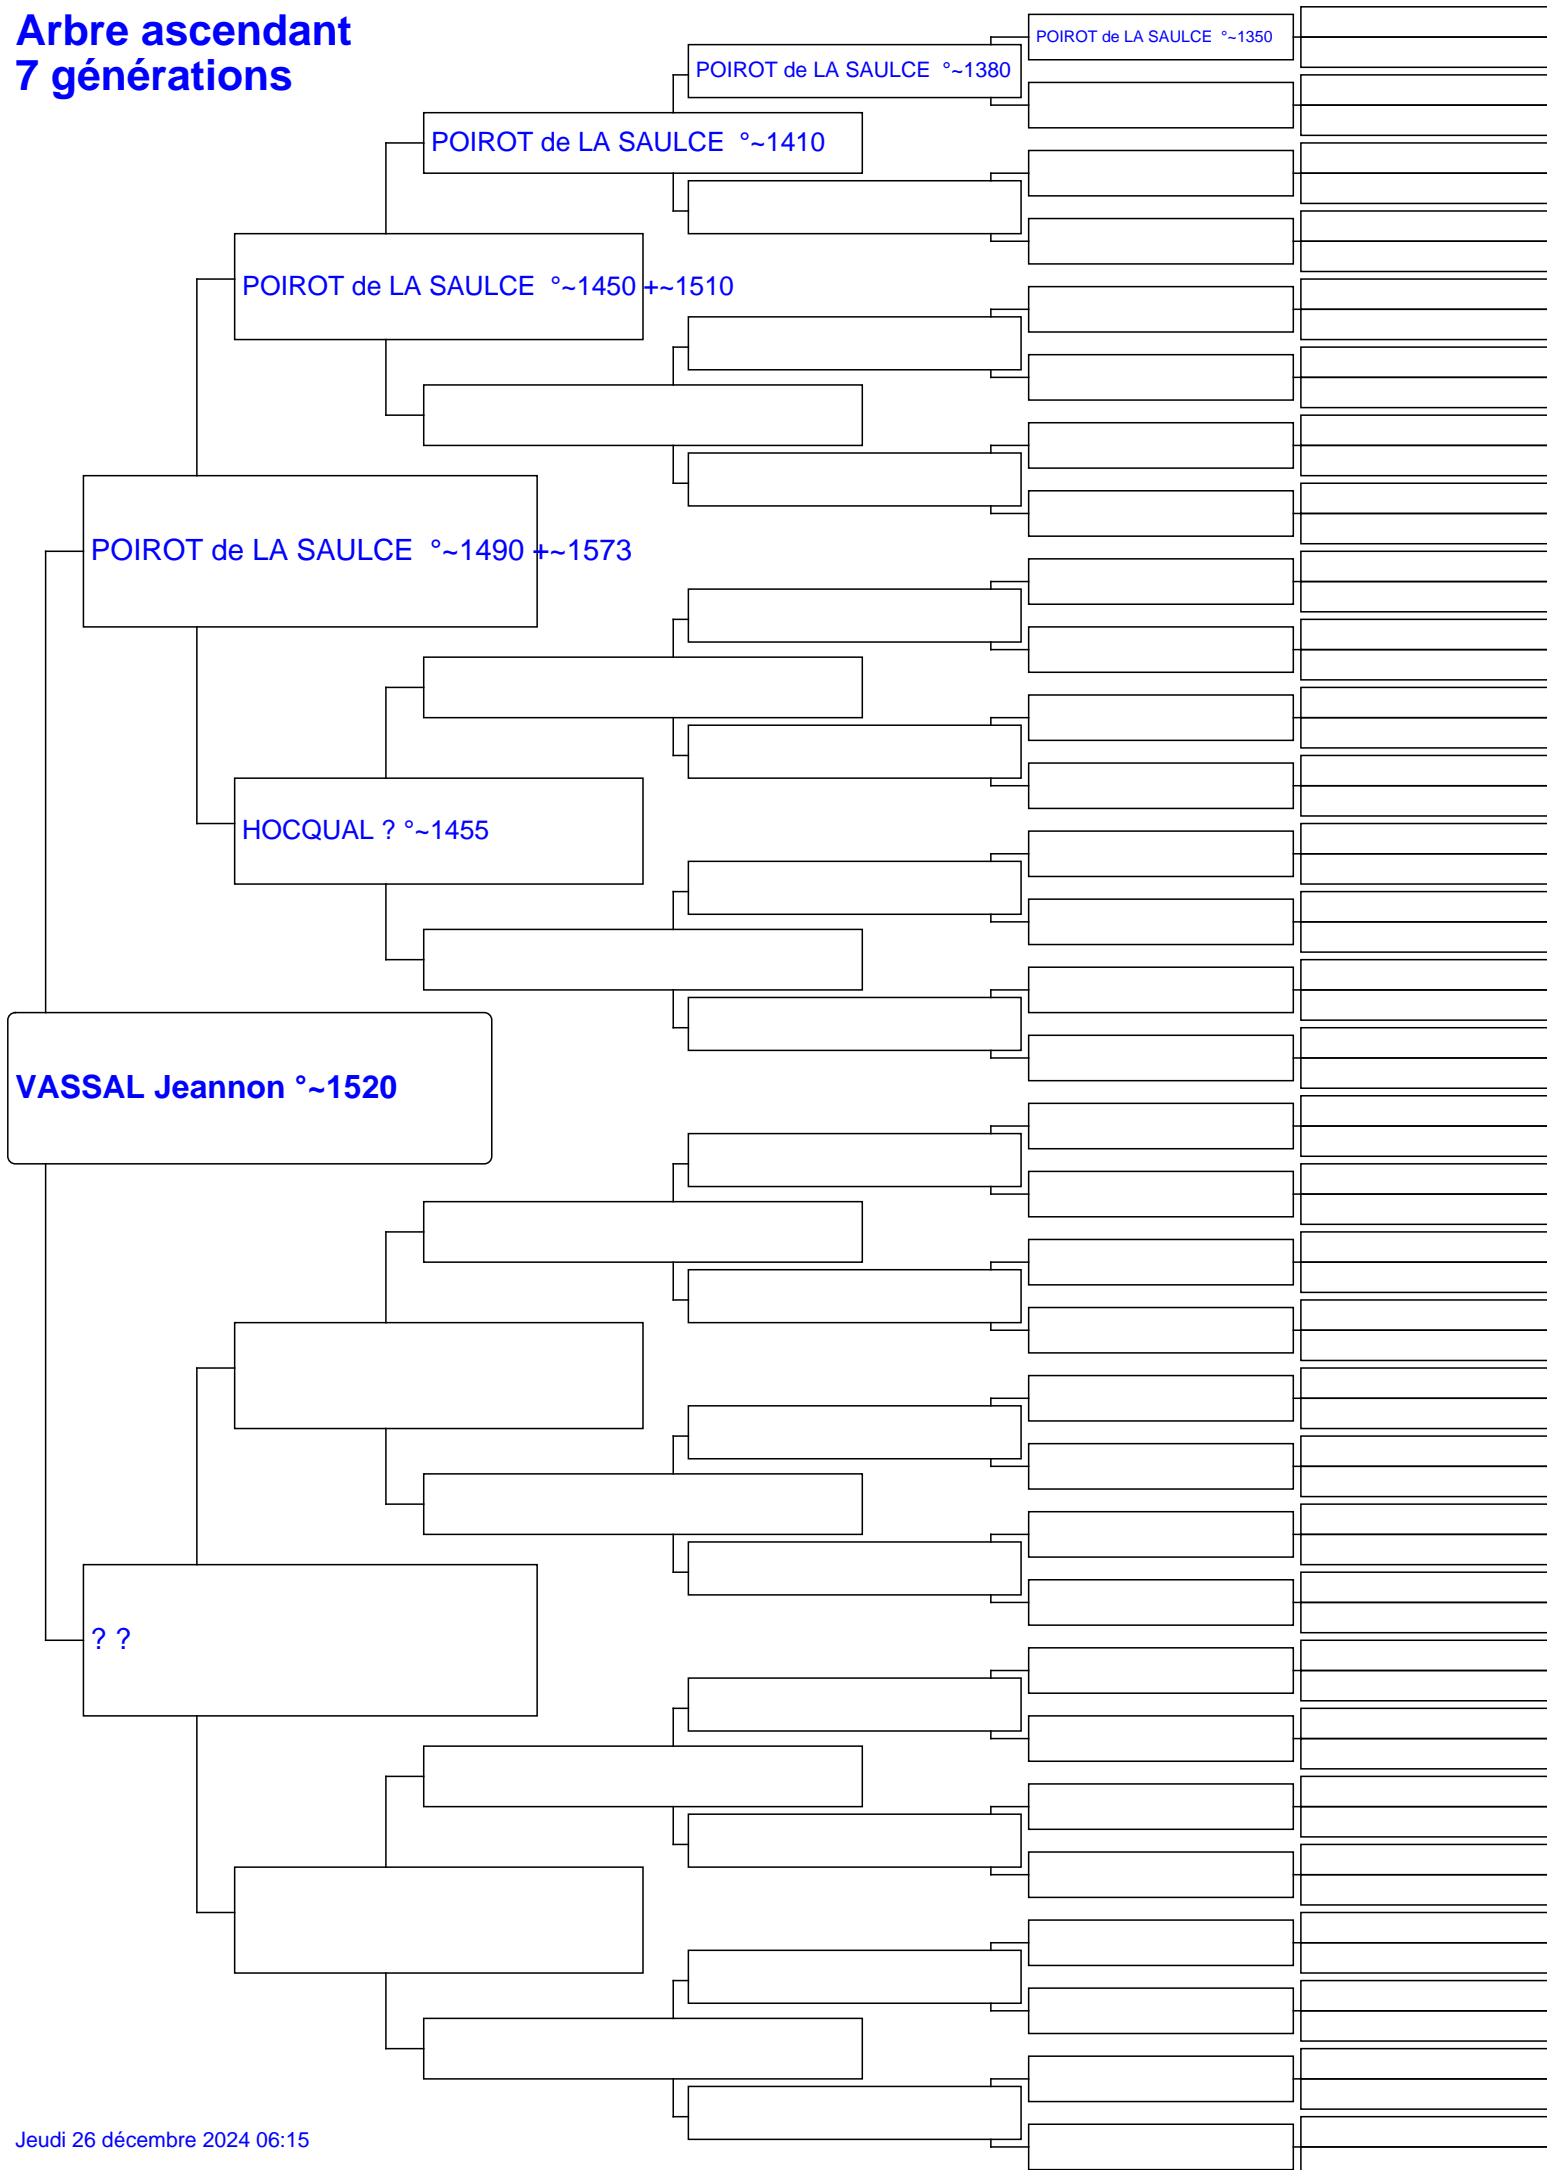 Arbre ascendant
7 générations
POIROT de LA SAULCE °~1350
POIROT de LA SAULCE °~1380
POIROT de LA SAULCE °~1410
POIROT de LA SAULCE °~1450 +~1510
POIROT de LA SAULCE °~1490 +~1573
HOCQUAL ? °~1455
VASSAL Jeannon °~1520
? ?
Jeudi 26 décembre 2024 06:15